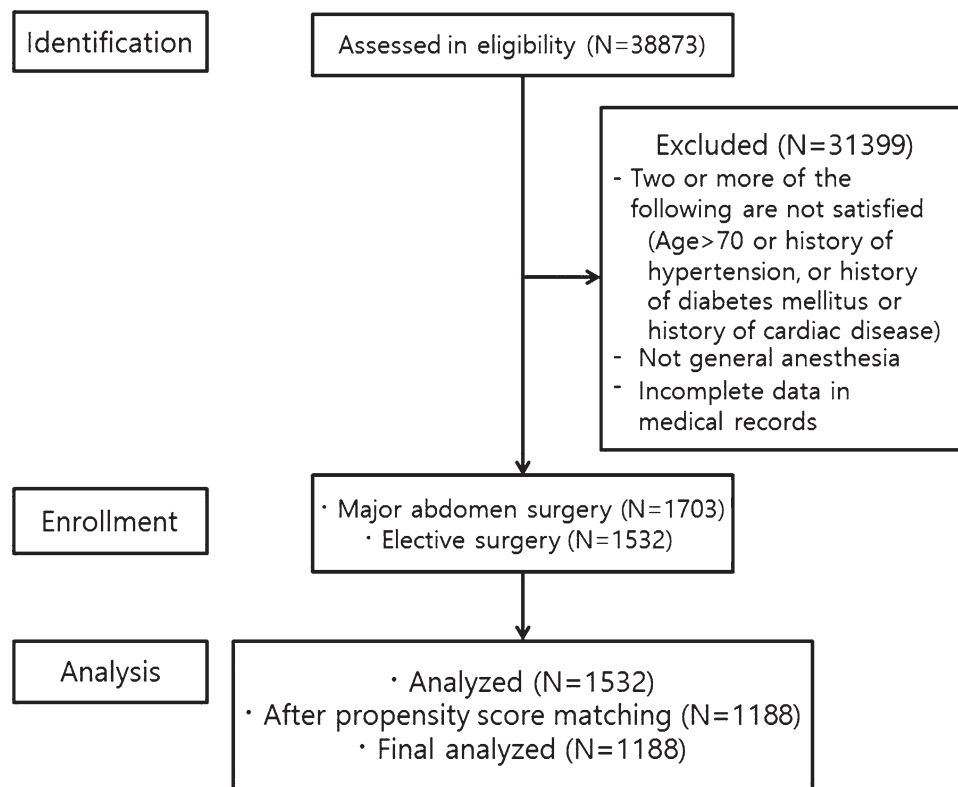 Identification
Assessed in eligibility (N=38873)
Excluded (N=31399)
- Two or more of the
following are not satisfied
(Age>70 or history of
hypertension, or history
of diabetes mellitus or
history of cardiac disease)
- Not general anesthesia
- Incomplete data in
medical records
Enrollment
· Major abdomen surgery (N=1703)
· Elective surgery (N=1532)
Analysis
· Analyzed (N=1532)
· After propensity score matching (N=1188)
· Final analyzed (N=1188)